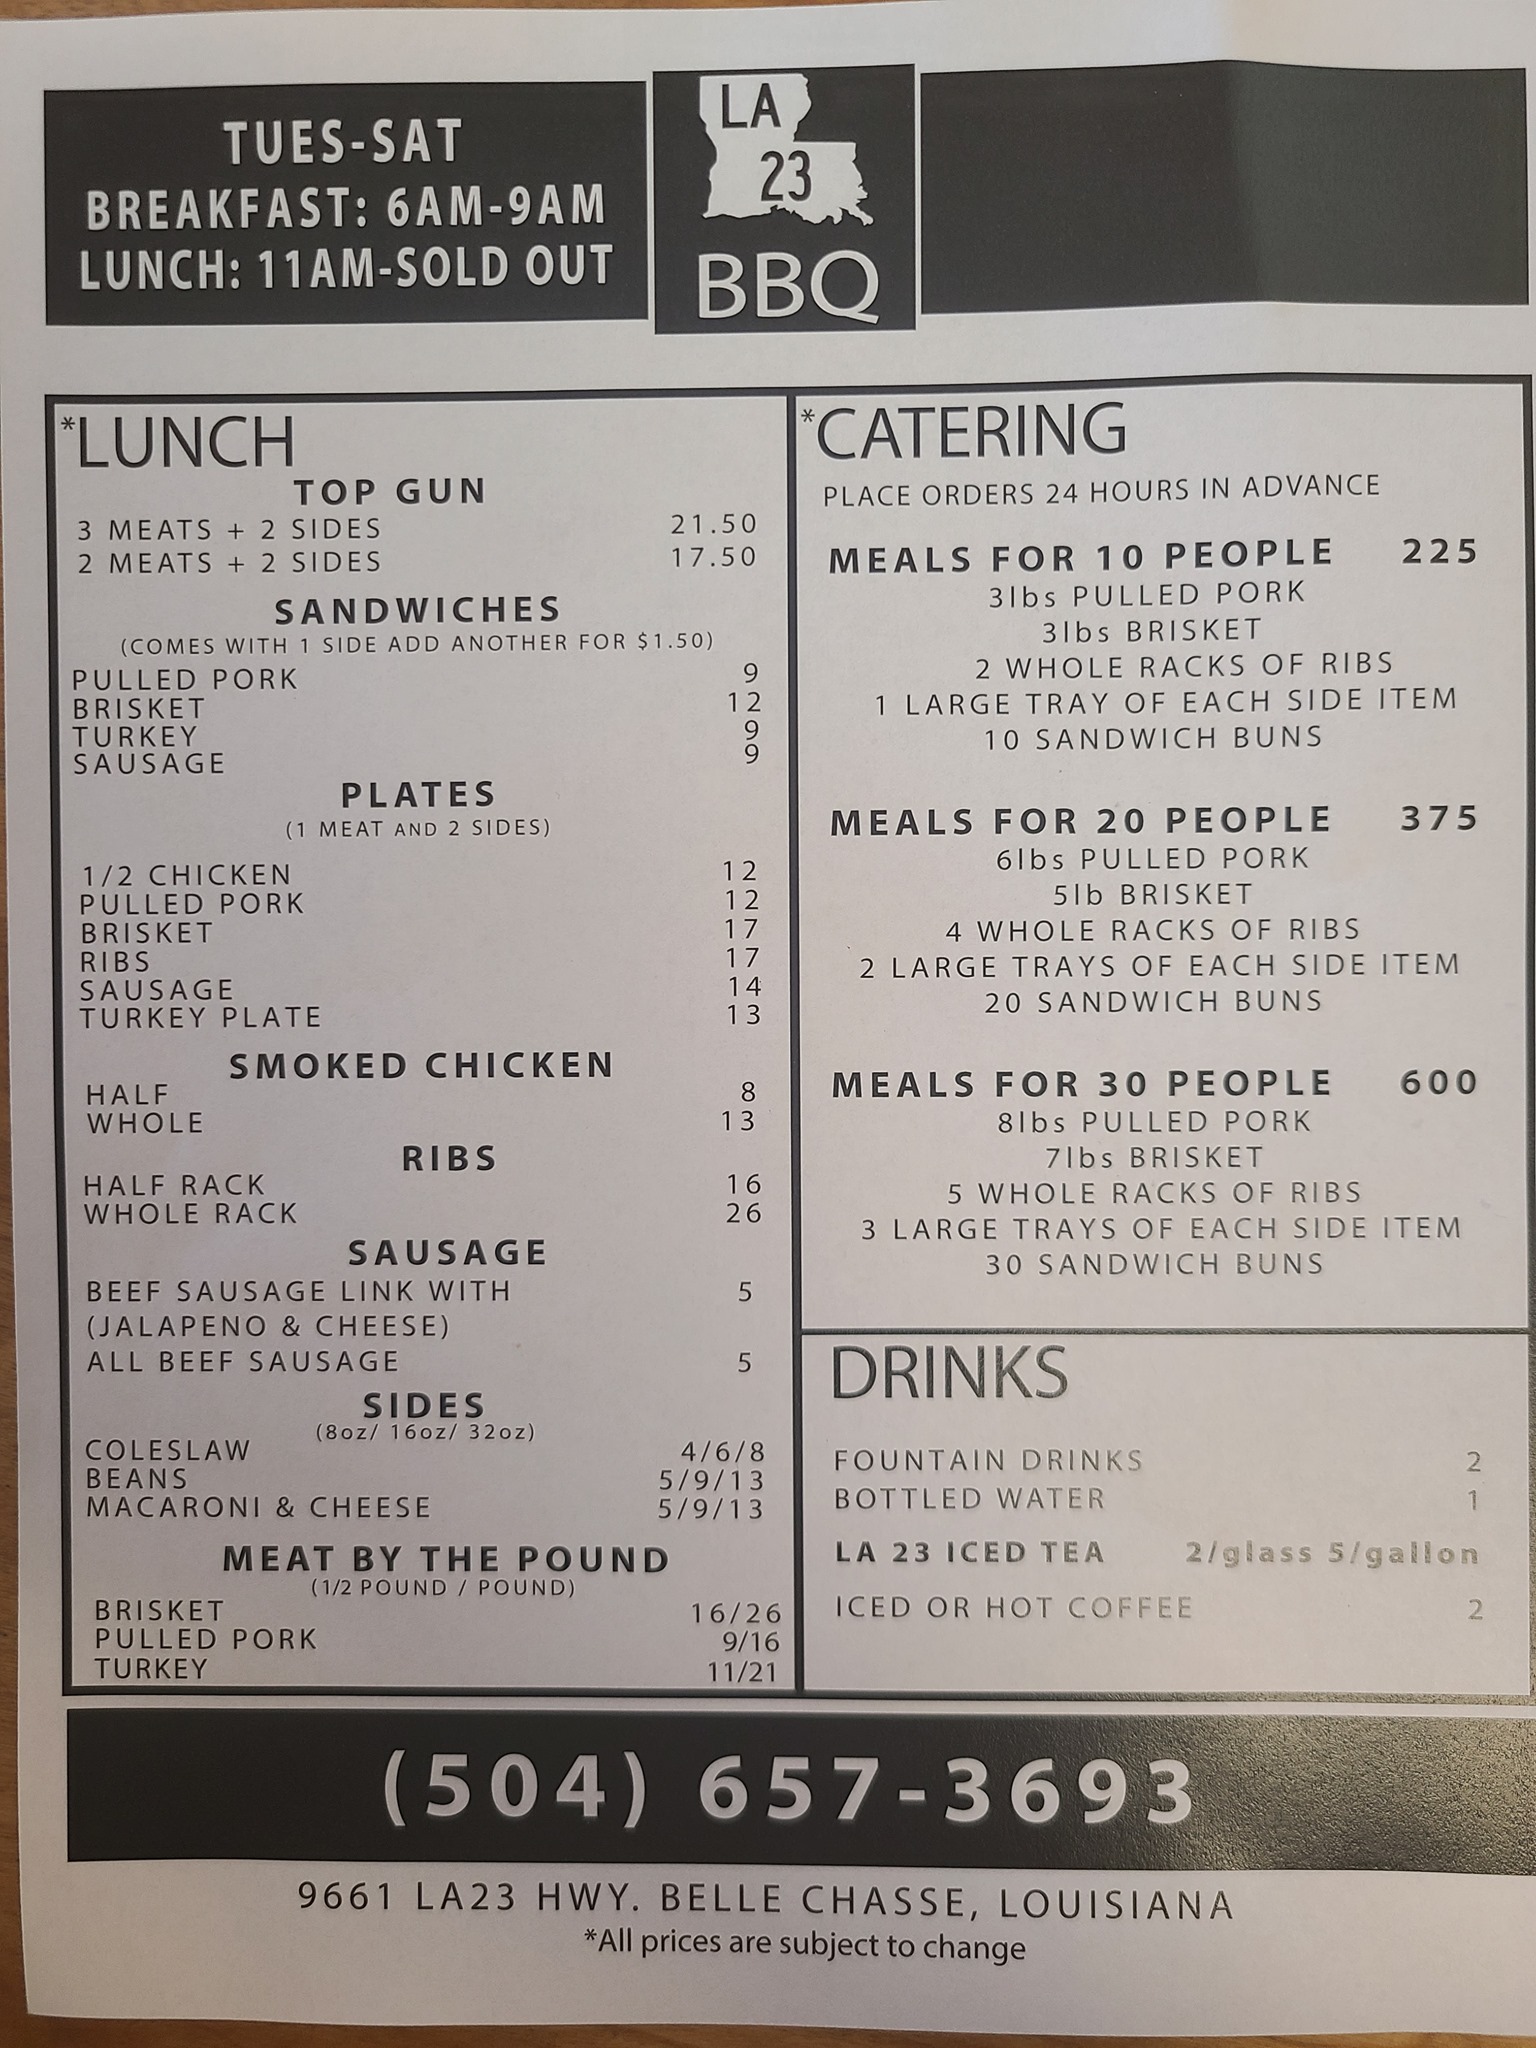 TUES-SAT
BREAKFAST: 6AM-9AM
LUNCH: 11AM-SOLD OUT
LA
23
BBQ
*LUNCH
TOP GUN
3 MEATS + 2 SIDES 21.50
2 MEATS + 2 SIDES 17.50
SANDWICHES
(COMES WITH 1 SIDE ADD ANOTHER FOR $1.50)
PULLED PORK 9
BRISKET 12
TURKEY 9
SAUSAGE 9
PLATES
(1 MEAT AND 2 SIDES)
1/2 CHICKEN 12
PULLED PORK 12
BRISKET 17
RIBS 17
SAUSAGE 14
TURKEY PLATE 13
SMOKED CHICKEN
HALF 8
WHOLE 13
RIBS
HALF RACK 16
WHOLE RACK 26
SAUSAGE
BEEF SAUSAGE LINK WITH 5
(JALAPENO & CHEESE)
ALL BEEF SAUSAGE 5
SIDES
(8oz/ 16oz/ 32oz)
COLESLAW 4/6/8
BEANS 5/9/13
MACARONI & CHEESE 5/9/13
MEAT BY THE POUND
(1/2 POUND / POUND)
BRISKET 16/26
PULLED PORK 9/16
TURKEY 11/21
*CATERING
PLACE ORDERS 24 HOURS IN ADVANCE
MEALS FOR 10 PEOPLE 225
3lbs PULLED PORK
3lbs BRISKET
2 WHOLE RACKS OF RIBS
1 LARGE TRAY OF EACH SIDE ITEM
10 SANDWICH BUNS
MEALS FOR 20 PEOPLE 375
6lbs PULLED PORK
5lb BRISKET
4 WHOLE RACKS OF RIBS
2 LARGE TRAYS OF EACH SIDE ITEM
20 SANDWICH BUNS
MEALS FOR 30 PEOPLE 600
8lbs PULLED PORK
7lbs BRISKET
5 WHOLE RACKS OF RIBS
3 LARGE TRAYS OF EACH SIDE ITEM
30 SANDWICH BUNS
DRINKS
FOUNTAIN DRINKS 2
BOTTLED WATER 1
LA 23 ICED TEA 2/glass 5/gallon
ICED OR HOT COFFEE 2
(504) 657-3693
9661 LA23 HWY. BELLE CHASSE, LOUISIANA
*All prices are subject to change